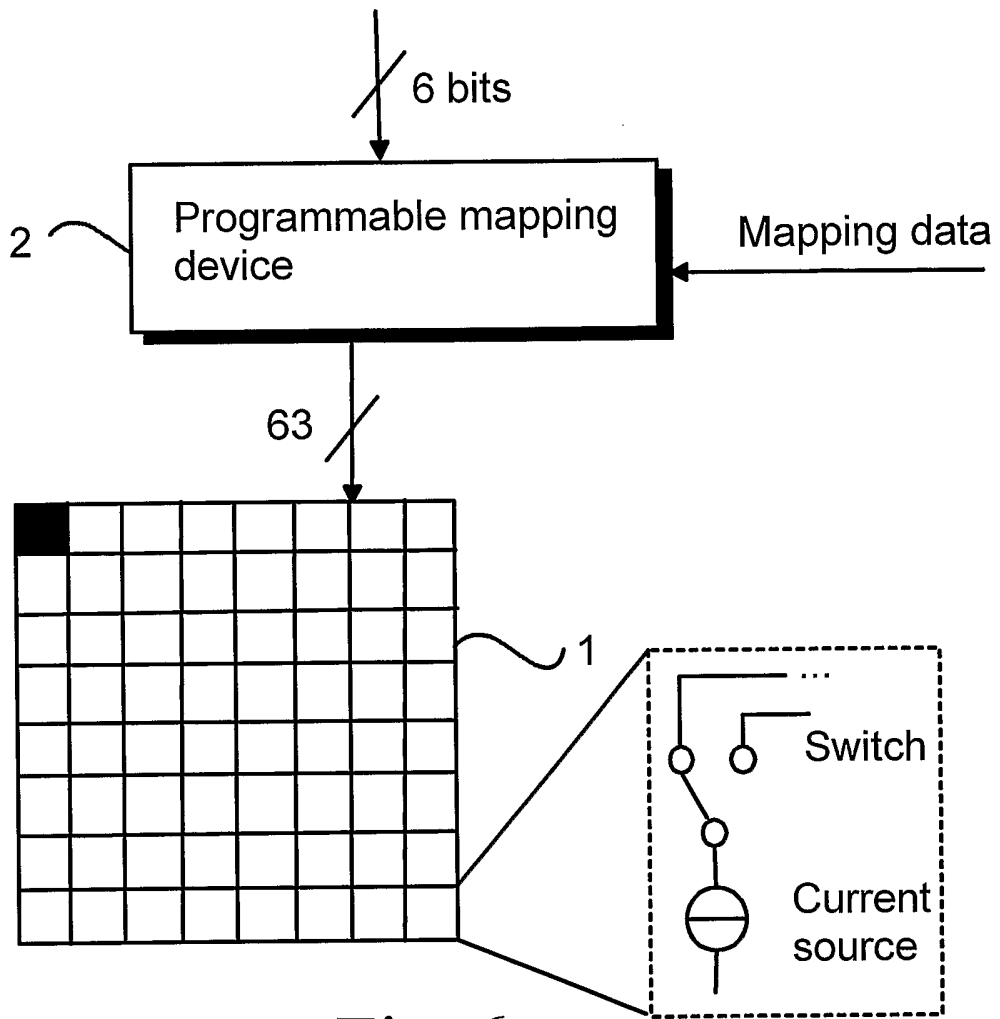 6 bits
Programmable mapping
device
2
Mapping data
63
1
...
Switch
Current
source